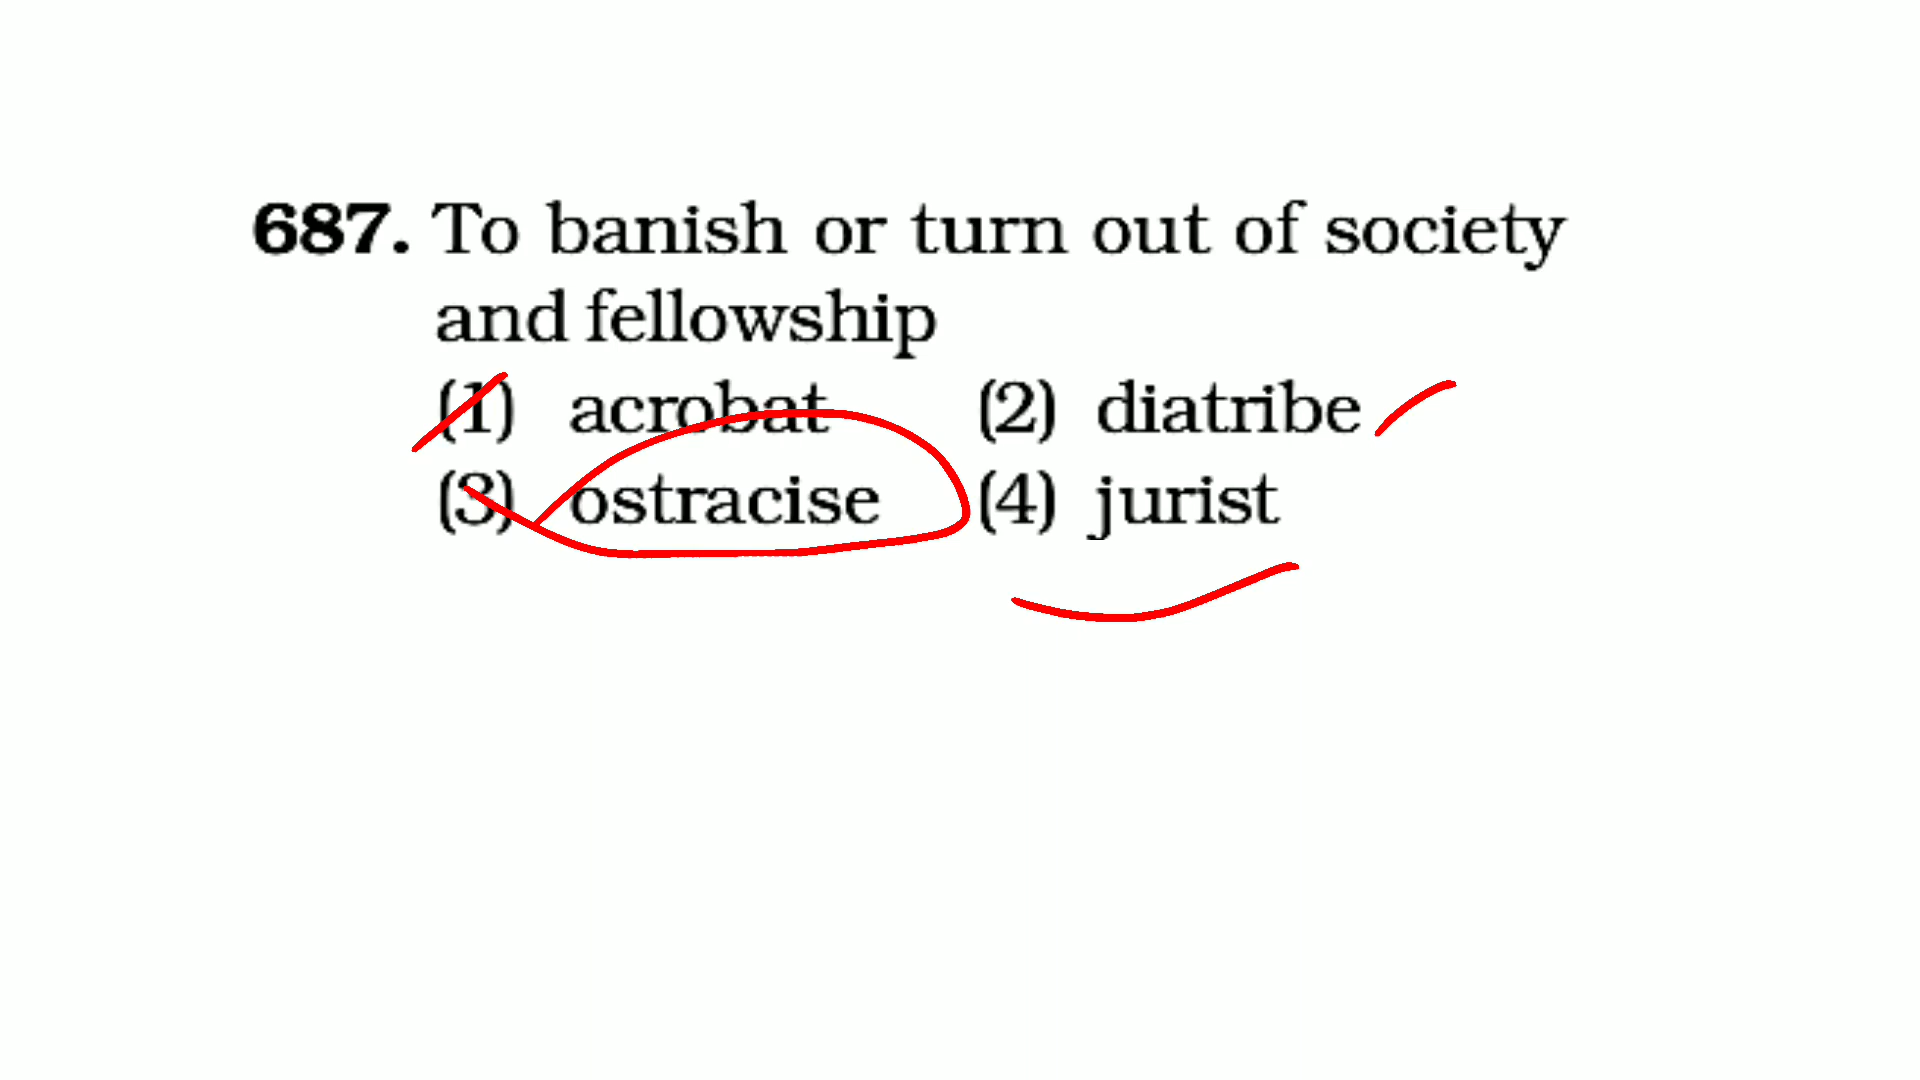 687. To banish or turn out of society
and fellowship
(1) acrobat (2) diatribe
(3) ostracise (4) jurist